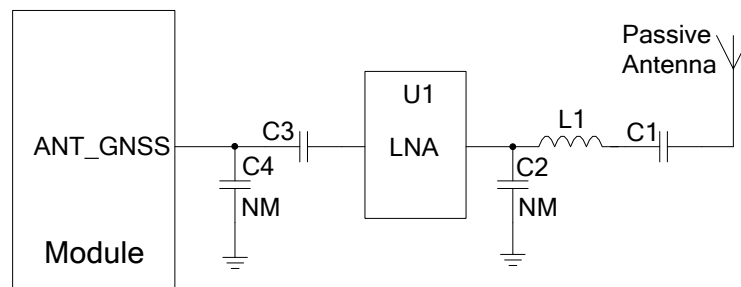 Passive
Antenna
U1
L1
C1
C3
ANT_GNSS
LNA
C4
C2
NM
NM
Module